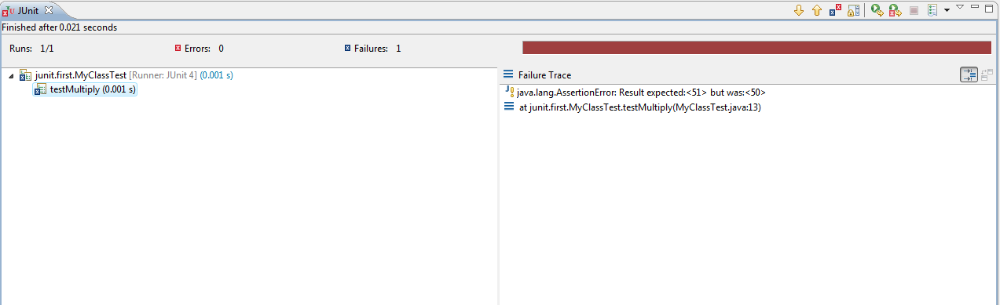 JUnit
Finished after 0.021 seconds
Runs: 1/1 Errors: 0 Failures: 1
junit.first.MyClassTest [Runner: JUnit 4] (0.001 s)
testMultiply (0.001 s)
Failure Trace
java.lang.AssertionError: Result expected:<51> but was:<50>
at junit.first.MyClassTest.testMultiply(MyClassTest.java:13)